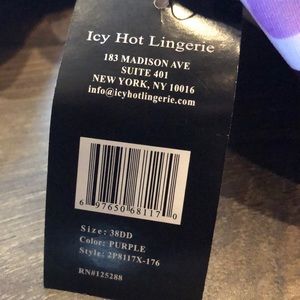 Icy Hot Lingerie
183 MADISON AVE
SUITE 401
NEW YORK, NY 10016
info@icyhotlingerie.com
6 97650 68117 0
Size: 38DD
Color: PURPLE
Style: 2P8117X-176
RN#125288